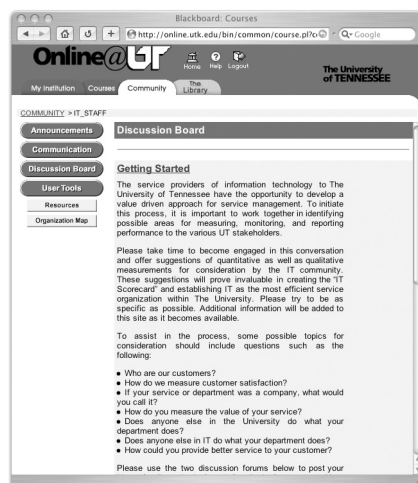 Blackboard: Courses
http://online.utk.edu/common/course.pl?c
Google
Online@UT
Home Help Logout
The University
of TENNESSEE
My Institution Courses Community The Library
COMMUNITY > IT_STAFF
Announcements
Communication
Discussion Board
User Tools
Resources
Organization Map
Discussion Board
Getting Started
The service providers of information technology to The
University of Tennessee have the opportunity to develop a
value driven approach for service management. To initiate
this process, it is important to work together in identifying
possible areas for measuring, monitoring, and reporting
performance to the various UT stakeholders.
Please take time to become engaged in this conversation
and offer suggestions of quantitative as well as qualitative
measurements for consideration by the IT community.
These suggestions will prove invaluable in creating the "IT
Scorecard" and establishing IT as the most efficient service
organization within The University. Please try to be as
specific as possible. Additional information will be added to
this site as it becomes available.
To assist in the process, some possible topics for
consideration should include questions such as the
following:
● Who are our customers?
● How do we measure customer satisfaction?
● If your service or department was a company, what would
you call it?
● How do you measure the value of your service?
● Does anyone else in the University do what your
department does?
● Does anyone else in IT do what your department does?
● How could you provide better service to your customer?
Please use the two discussion forums below to post your